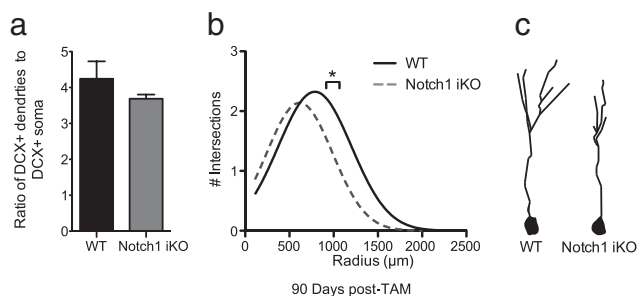 a
Ratio of DCX+ dendrties to
DCX+ soma
5
4
3
2
1
0
WT Notch1 iKO
b
# Intersections
3
2
1
0
WT
Notch1 iKO
*
0 500 1000 1500 2000 2500
Radius (µm)
90 Days post-TAM
c
WT Notch1 iKO